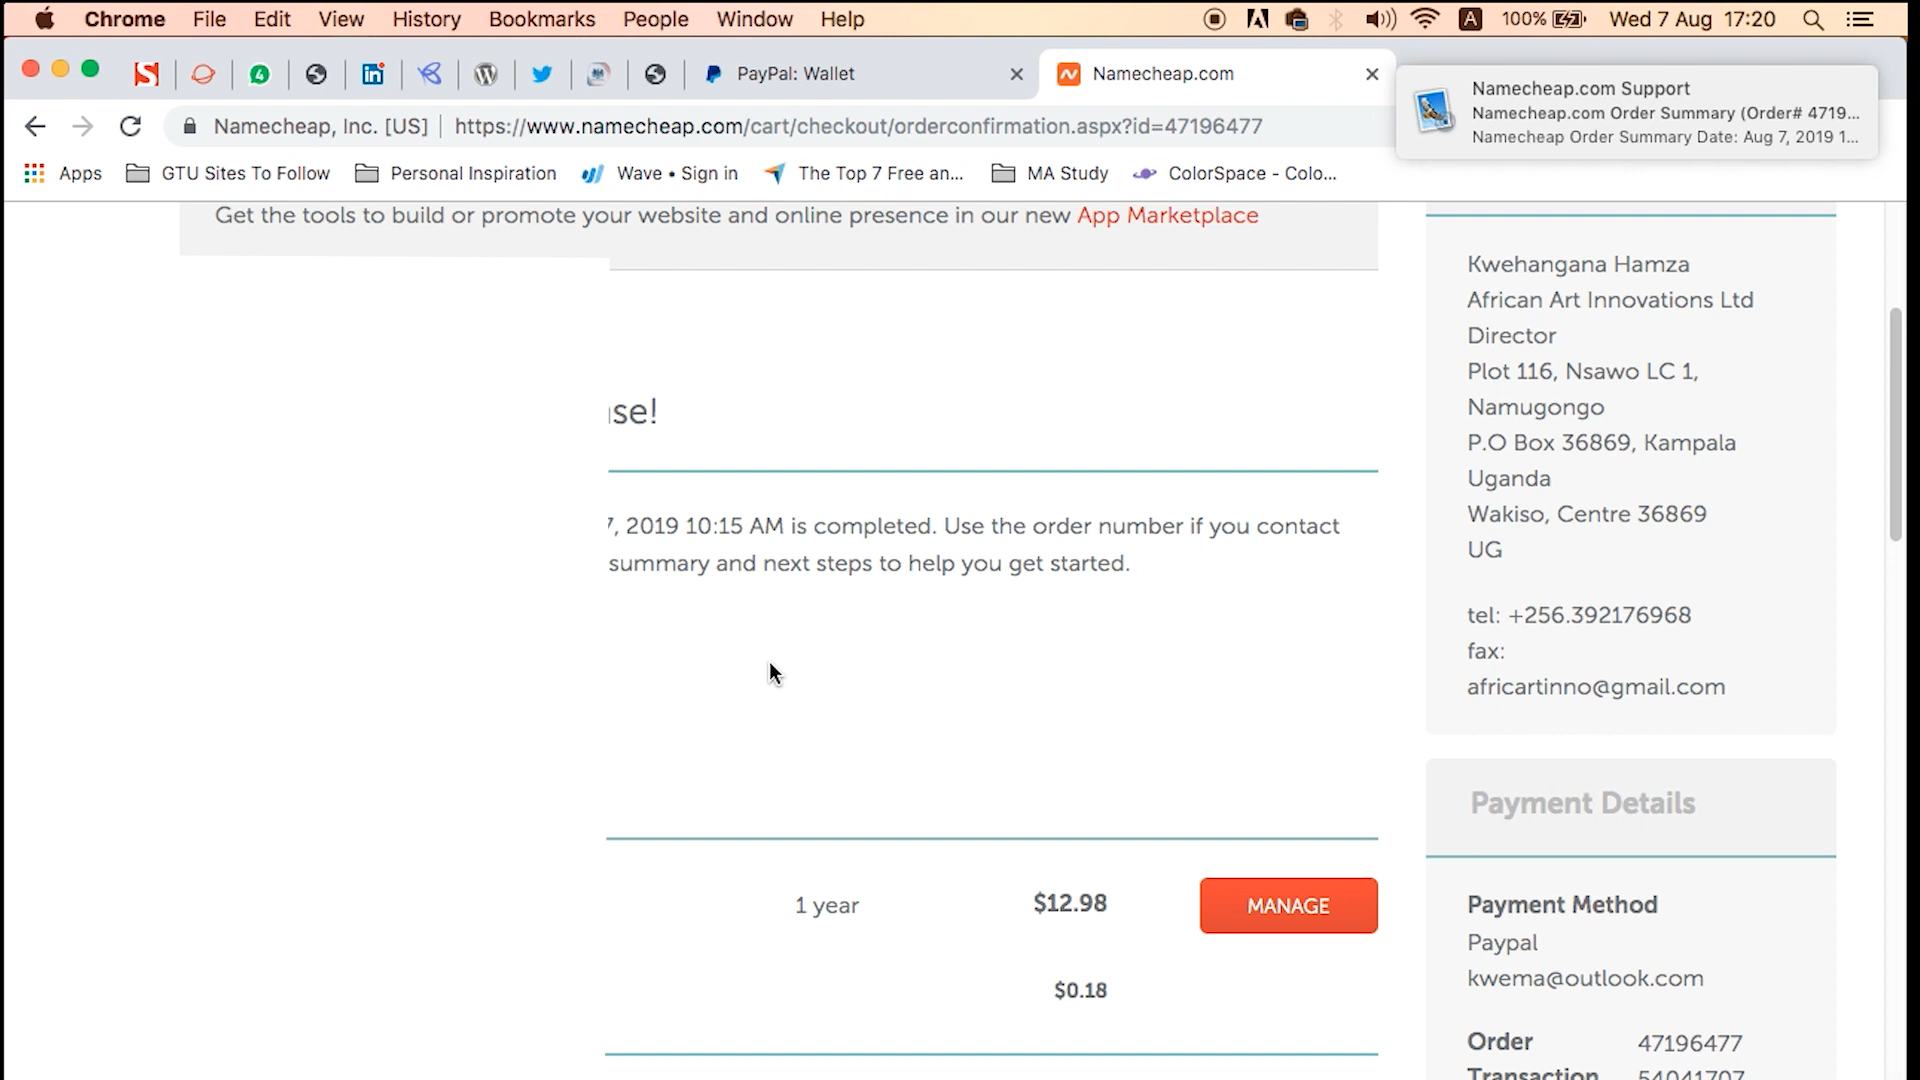 Chrome File Edit View History Bookmarks People Window Help
100% Wed 7 Aug 17:20
PayPal: Wallet
Namecheap.com
Namecheap.com Support
Namecheap.com Order Summary (Order# 4719...
Namecheap Order Summary Date: Aug 7, 2019 1...
Namecheap, Inc. [US] https://www.namecheap.com/cart/checkout/orderconfirmation.aspx?id=47196477
Apps GTU Sites To Follow Personal Inspiration Wave • Sign in The Top 7 Free an... MA Study ColorSpace - Colo...
Get the tools to build or promote your website and online presence in our new App Marketplace
se!
7, 2019 10:15 AM is completed. Use the order number if you contact
summary and next steps to help you get started.
1 year $12.98 MANAGE
$0.18
Kwehangana Hamza
African Art Innovations Ltd
Director
Plot 116, Nsawo LC 1,
Namugongo
P.O Box 36869, Kampala
Uganda
Wakiso, Centre 36869
UG
tel: +256.392176968
fax:
africartinno@gmail.com
Payment Details
Payment Method
Paypal
kwema@outlook.com
Order 47196477
Transaction 54041707